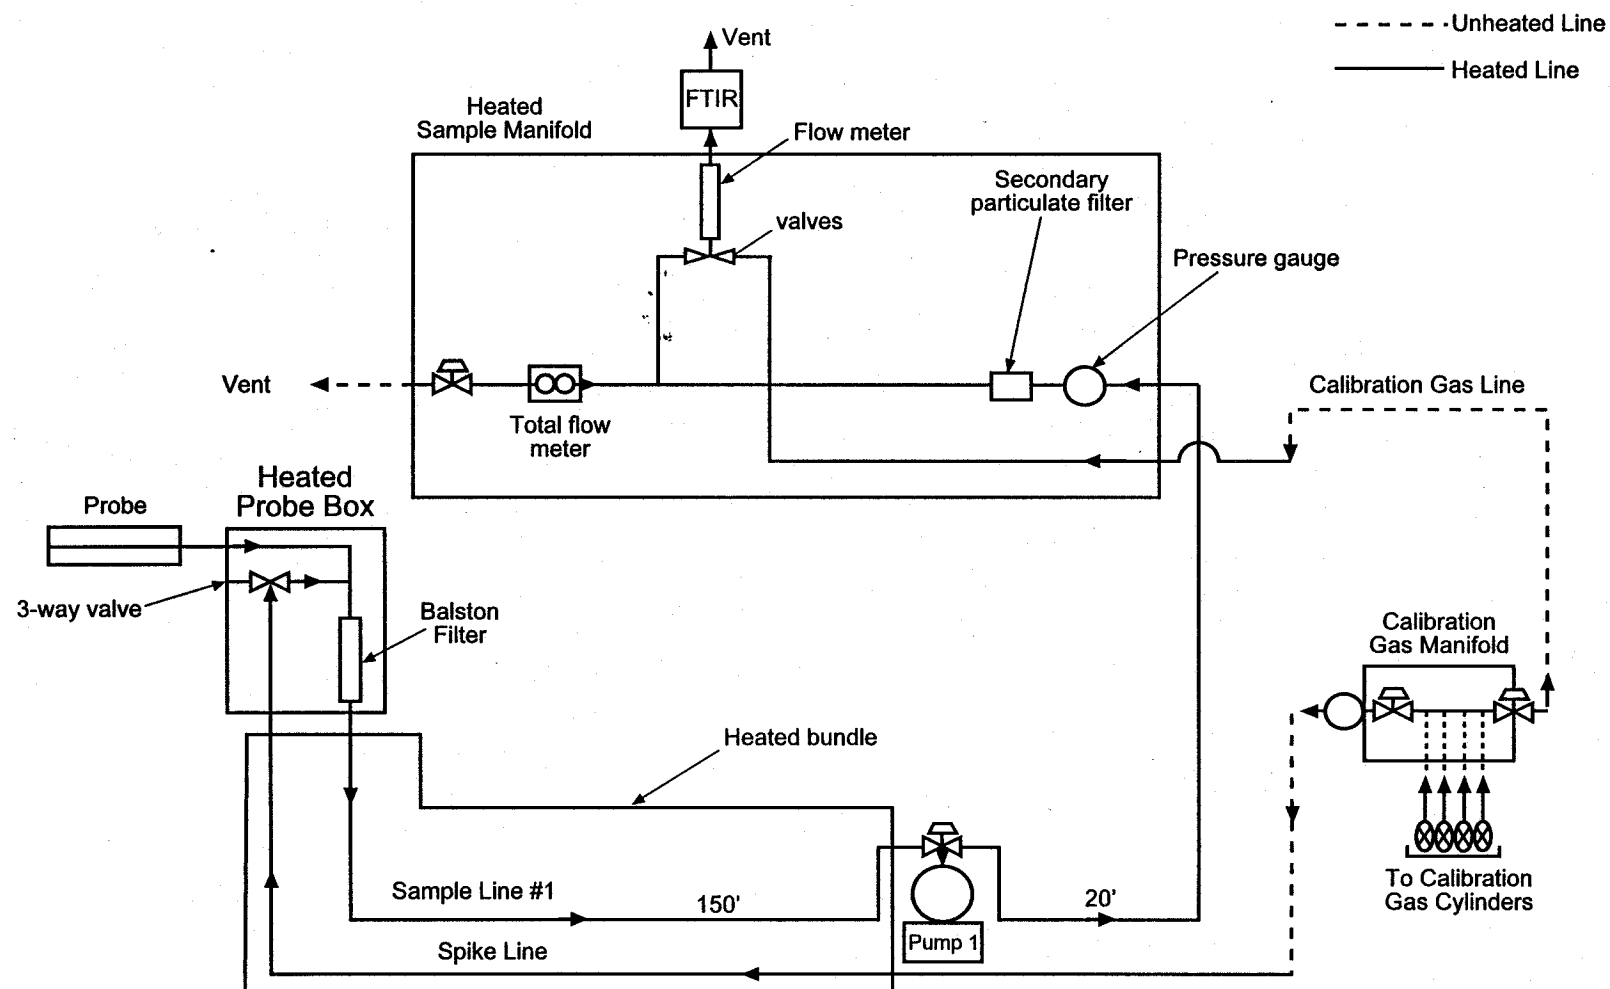 Unheated Line
Heated Line
Vent
FTIR
Heated
Sample Manifold
Flow meter
Secondary
particulate filter
valves
Pressure gauge
Vent
Total flow
meter
Calibration Gas Line
Heated
Probe Box
Probe
3-way valve
Balston
Filter
Calibration
Gas Manifold
Heated bundle
Sample Line #1
150'
20'
To Calibration
Gas Cylinders
Pump 1
Spike Line